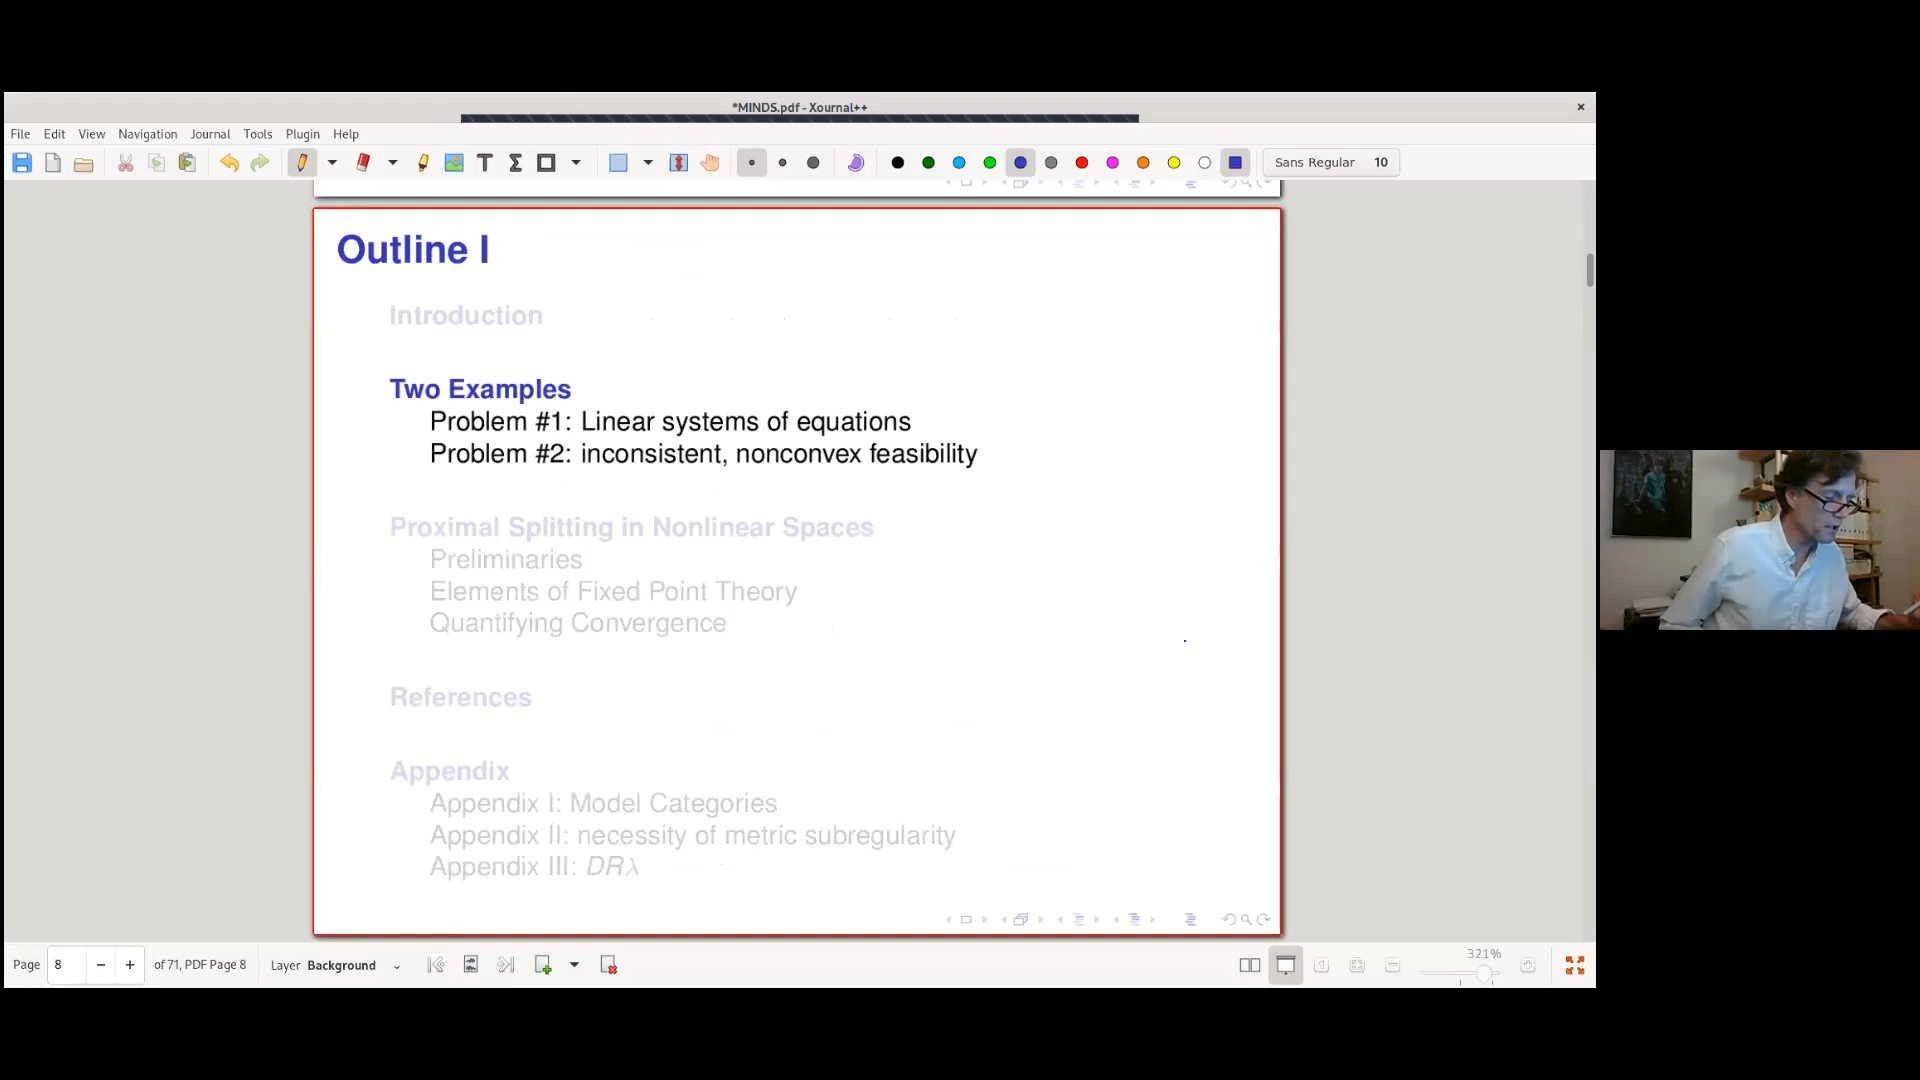 *MINDS.pdf - Xournal++
File Edit View Navigation Journal Tools Plugin Help
Sans Regular 10
Outline I
Introduction
Two Examples
Problem #1: Linear systems of equations
Problem #2: inconsistent, nonconvex feasibility
Proximal Splitting in Nonlinear Spaces
Preliminaries
Elements of Fixed Point Theory
Quantifying Convergence
References
Appendix
Appendix I: Model Categories
Appendix II: necessity of metric subregularity
Appendix III: DRλ
Page 8 of 71, PDF Page 8 Layer Background 321%